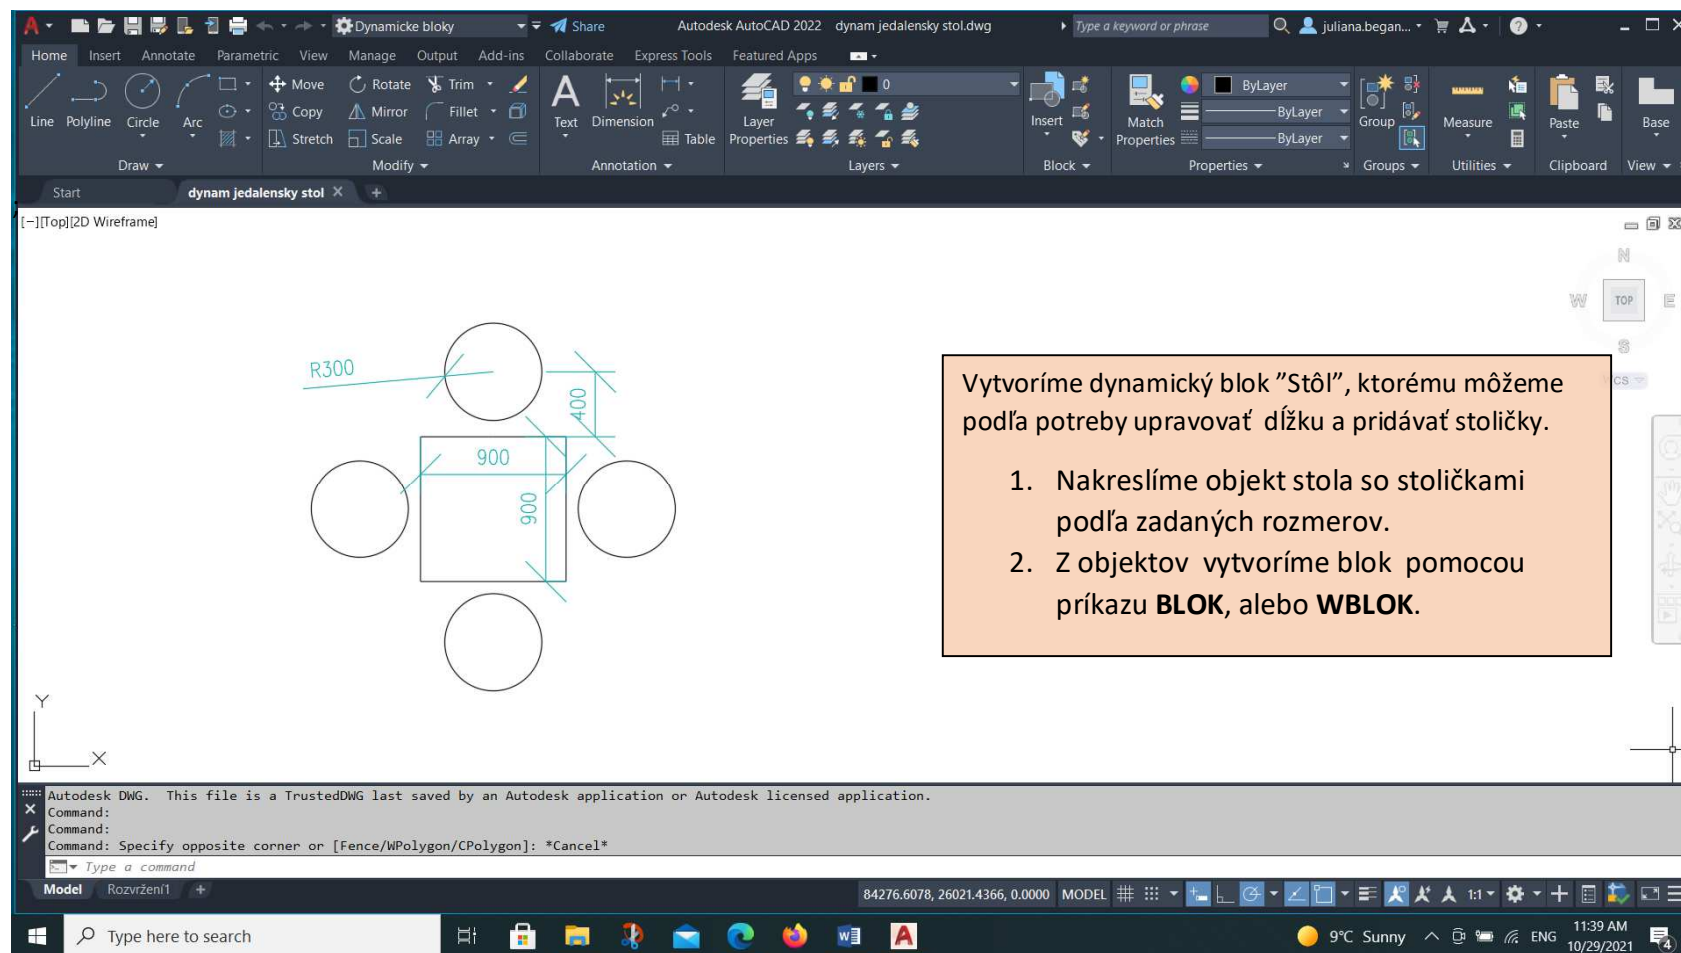 Dynamicke bloky
Share
Autodesk AutoCAD 2022 dynam jedalensky stol.dwg
Type a keyword or phrase
juliana.began...
Home Insert Annotate Parametric View Manage Output Add-ins Collaborate Express Tools Featured Apps
Line Polyline Circle Arc
Move Rotate Trim
Copy Mirror Fillet
Stretch Scale Array
Text Dimension
Table
Layer
Properties
0
Insert
Match
Properties
ByLayer
ByLayer
ByLayer
Group
Measure
Paste
Base
Draw Modify Annotation Layers Block Properties Groups Utilities Clipboard View
Start dynam jedalensky stol
[−][Top][2D Wireframe]
N
W TOP E
S
R300
400
900
900
Vytvoríme dynamický blok ”Stôl”, ktorému môžeme
podľa potreby upravovať dĺžku a pridávať stoličky.
1. Nakreslíme objekt stola so stoličkami
podľa zadaných rozmerov.
2. Z objektov vytvoríme blok pomocou
príkazu BLOK, alebo WBLOK.
CS
Y
X
Autodesk DWG. This file is a TrustedDWG last saved by an Autodesk application or Autodesk licensed application.
Command:
Command:
Command: Specify opposite corner or [Fence/WPolygon/CPolygon]: *Cancel*
Type a command
Model Rozvržení1
84276.6078, 26021.4366, 0.0000 MODEL
1:1
Type here to search
9°C Sunny
ENG
11:39 AM
10/29/2021
4